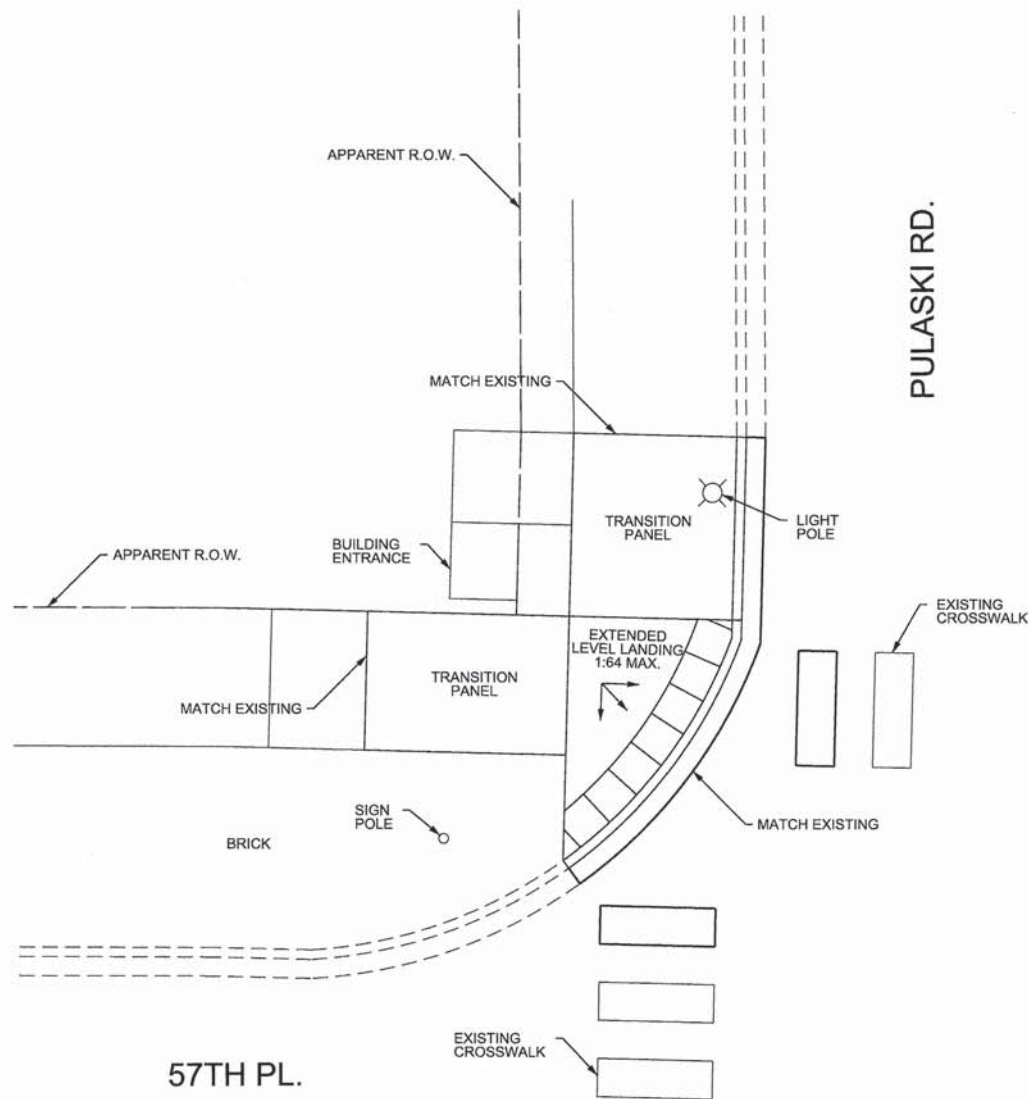 APPARENT R.O.W.
PULASKI RD.
MATCH EXISTING
TRANSITION
PANEL
LIGHT
POLE
BUILDING
ENTRANCE
APPARENT R.O.W.
EXISTING
CROSSWALK
EXTENDED
LEVEL LANDING
1:64 MAX.
TRANSITION
PANEL
MATCH EXISTING
SIGN
POLE
MATCH EXISTING
BRICK
EXISTING
CROSSWALK
57TH PL.